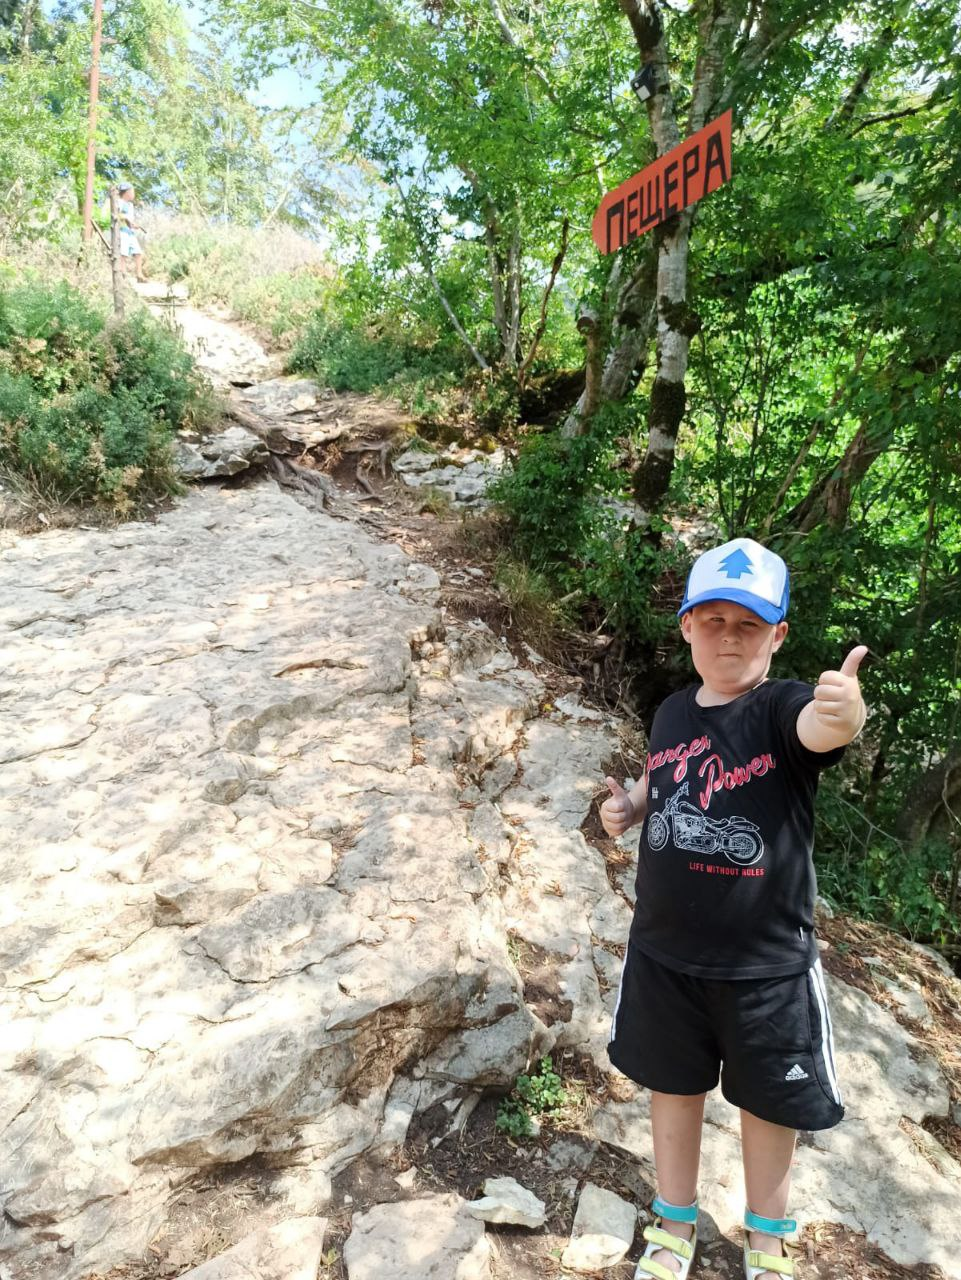 ПЕЩЕРА
Danger
Power
LIFE WITHOUT RULES
adidas